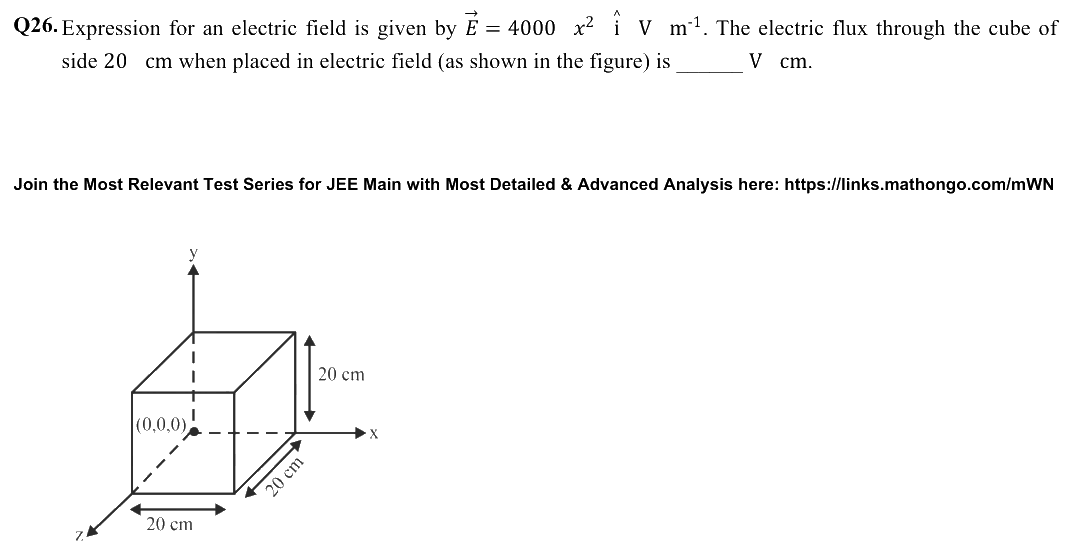 Q26. Expression for an electric field is given by $\vec{E} = 4000 \; x^2 \; \hat{i} \; V \; m^{-1}$. The electric flux through the cube of
side 20 cm when placed in electric field (as shown in the figure) is ______ V cm.
Join the Most Relevant Test Series for JEE Main with Most Detailed & Advanced Analysis here: https://links.mathongo.com/mWN
y
20 cm
(0,0,0)
x
20 cm
20 cm
z